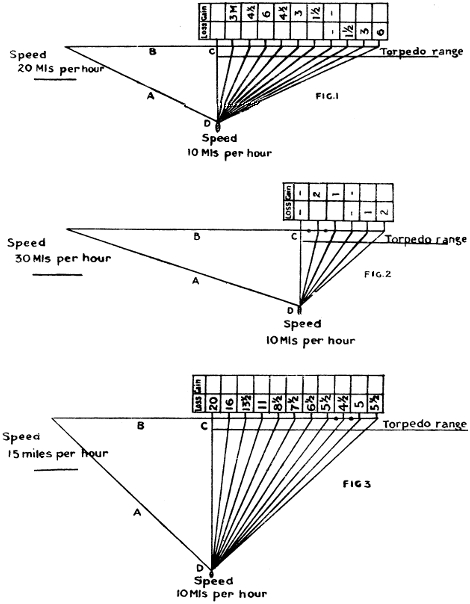 Gain 3M 4½ 6 4½ 3 1½ -
Loss - 1½ 3 6
Speed
20 Mls per hour
B
C
Torpedo range
A
FIG.1
D
Speed
10 Mls per hour
Gain - 2 1 -
Loss - - 1 2
Speed
30 Mls per hour
B
C
Torpedo range
A
FIG.2
D
Speed
10 Mls per hour
Gain
Loss 20 16 13½ 11 8½ 7½ 6½ 5½ 4½ 5 5½
B
C
Torpedo range
Speed
15 miles per hour
FIG 3
A
D
Speed
10 Mls per hour